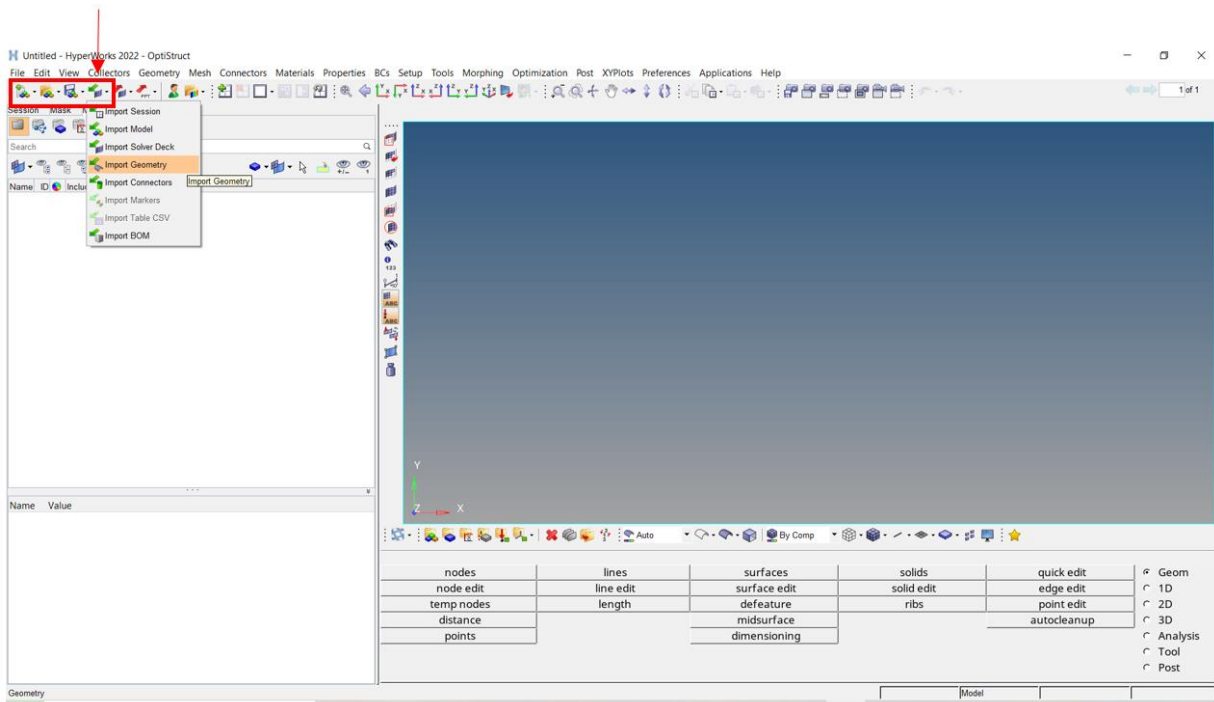 Untitled - HyperWorks 2022 - OptiStruct
File Edit View Collectors Geometry Mesh Connectors Materials Properties BCs Setup Tools Morphing Optimization Post XYPlots Preferences Applications Help
1 of 1
Session Mask
Import Session
Import Model
Import Solver Deck
Import Geometry
Import Connectors
Import Markers
Import Table CSV
Import BOM
Import Geometry
Search
Name ID Inclu
123
ABC
ABC
Y
Z X
Name Value
Auto By Comp
nodes lines surfaces solids quick edit Geom
node edit line edit surface edit solid edit edge edit 1D
temp nodes length defeature ribs point edit 2D
distance midsurface autocleanup 3D
points dimensioning Analysis
Tool
Post
Geometry Model